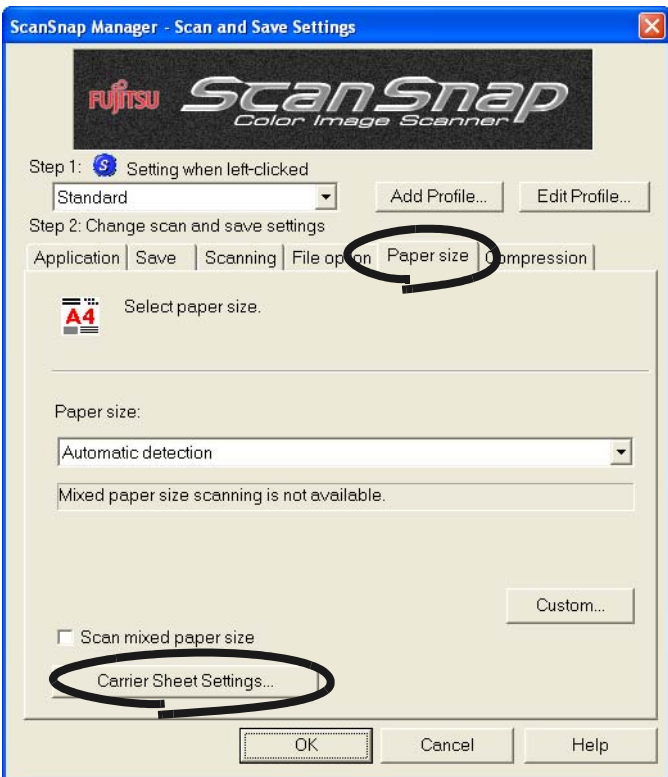 ScanSnap Manager - Scan and Save Settings
FUJITSU ScanSnap
Color Image Scanner
Step 1: S Setting when left-clicked
Standard Add Profile... Edit Profile...
Step 2: Change scan and save settings
Application Save Scanning File option Paper size Compression
A4 Select paper size.
Paper size:
Automatic detection
Mixed paper size scanning is not available.
Custom...
Scan mixed paper size
Carrier Sheet Settings...
OK Cancel Help